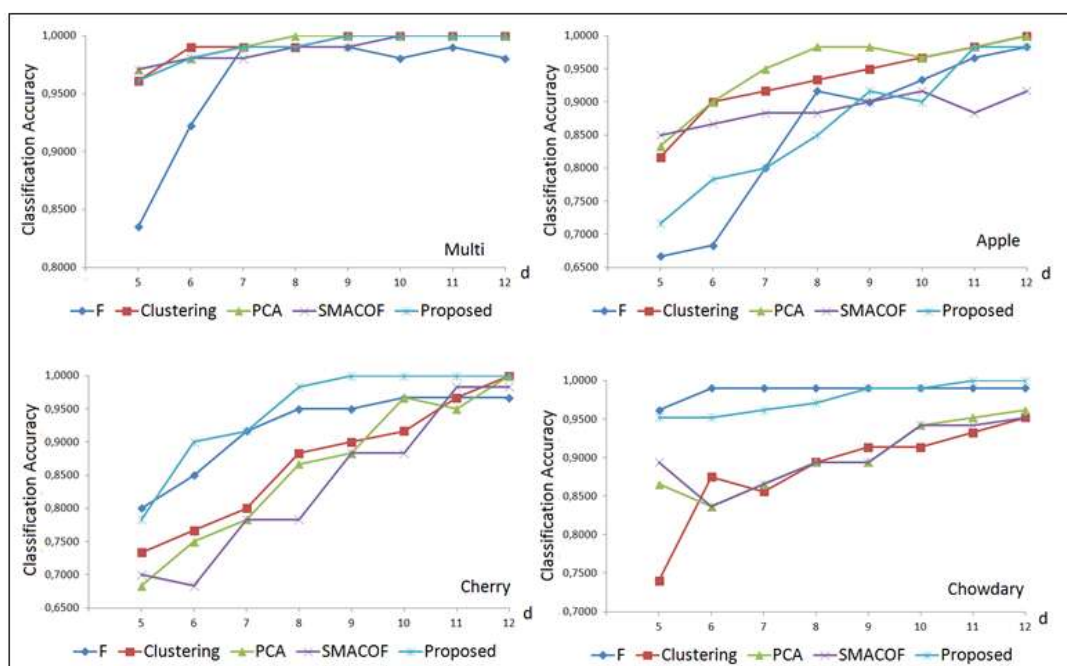 Classification Accuracy
1,0000
0,9500
0,9000
0,8500
0,8000
5 6 7 8 9 10 11 12
d
Multi
F Clustering PCA SMACOF Proposed
Classification Accuracy
1,0000
0,9500
0,9000
0,8500
0,8000
0,7500
0,7000
0,6500
5 6 7 8 9 10 11 12
d
Apple
F Clustering PCA SMACOF Proposed
Classification Accuracy
1,0000
0,9500
0,9000
0,8500
0,8000
0,7500
0,7000
0,6500
5 6 7 8 9 10 11 12
d
Cherry
F Clustering PCA SMACOF Proposed
Classification Accuracy
1,0000
0,9500
0,9000
0,8500
0,8000
0,7500
0,7000
5 6 7 8 9 10 11 12
d
Chowdary
F Clustering PCA SMACOF Proposed